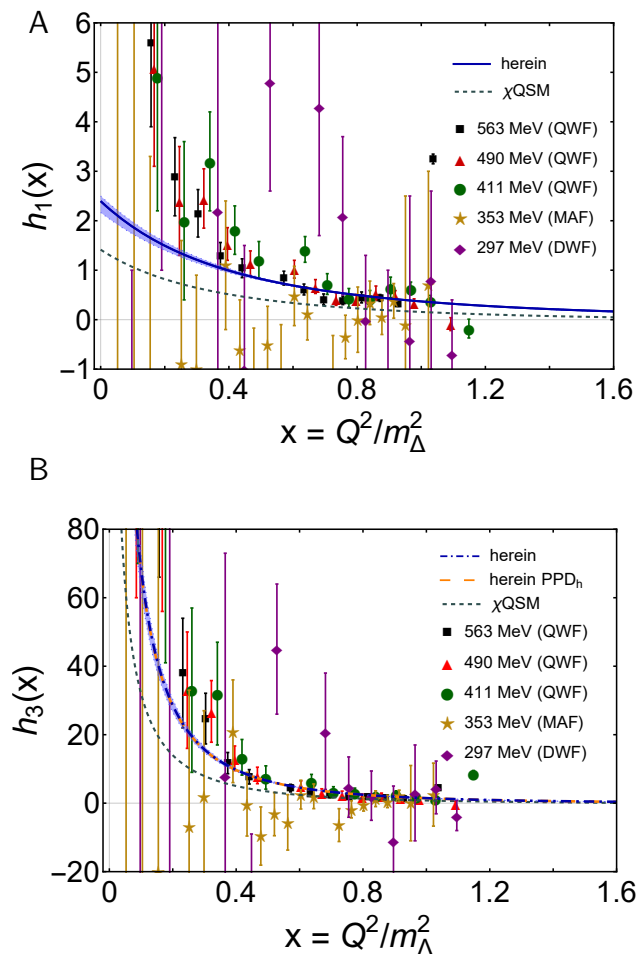 A
h₁(x)
6
5
4
3
2
1
0
−1
herein
χQSM
563 MeV (QWF)
490 MeV (QWF)
411 MeV (QWF)
353 MeV (MAF)
297 MeV (DWF)
0 0.4 0.8 1.2 1.6
x = Q²/m²_Δ
B
h₃(x)
80
60
40
20
0
−20
herein
herein PPDₕ
χQSM
563 MeV (QWF)
490 MeV (QWF)
411 MeV (QWF)
353 MeV (MAF)
297 MeV (DWF)
0 0.4 0.8 1.2 1.6
x = Q²/m²_Δ